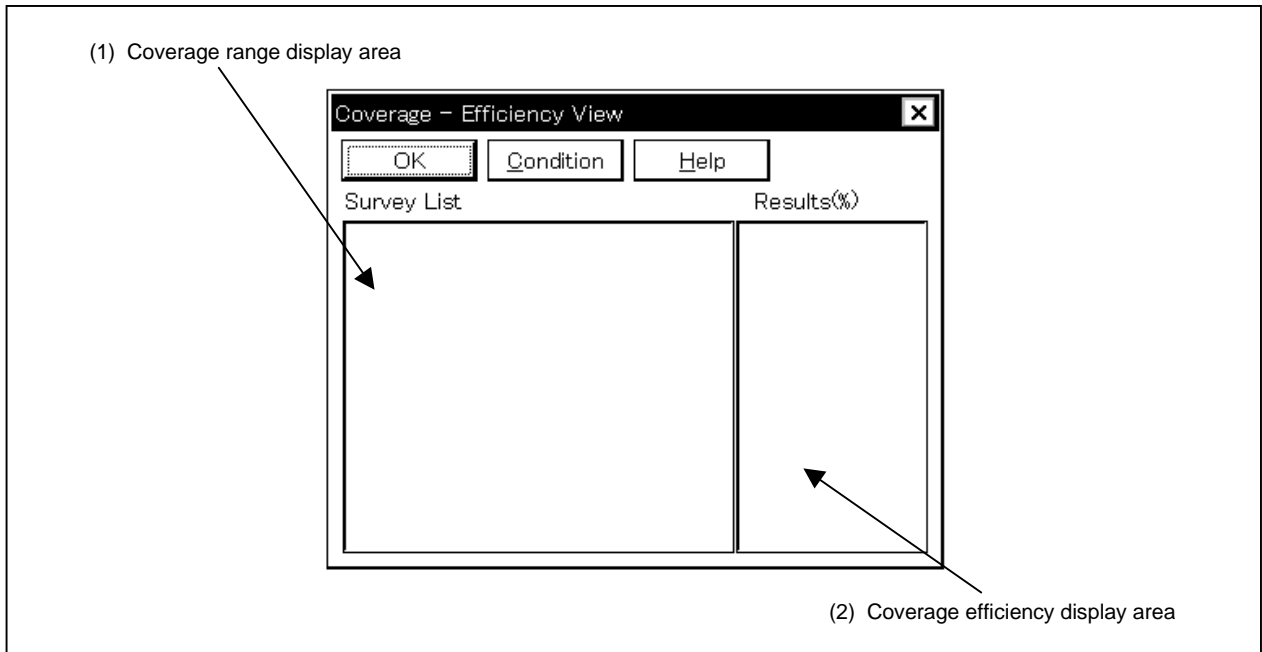 (1) Coverage range display area
Coverage - Efficiency View
OK Condition Help
Survey List Results(%)
(2) Coverage efficiency display area